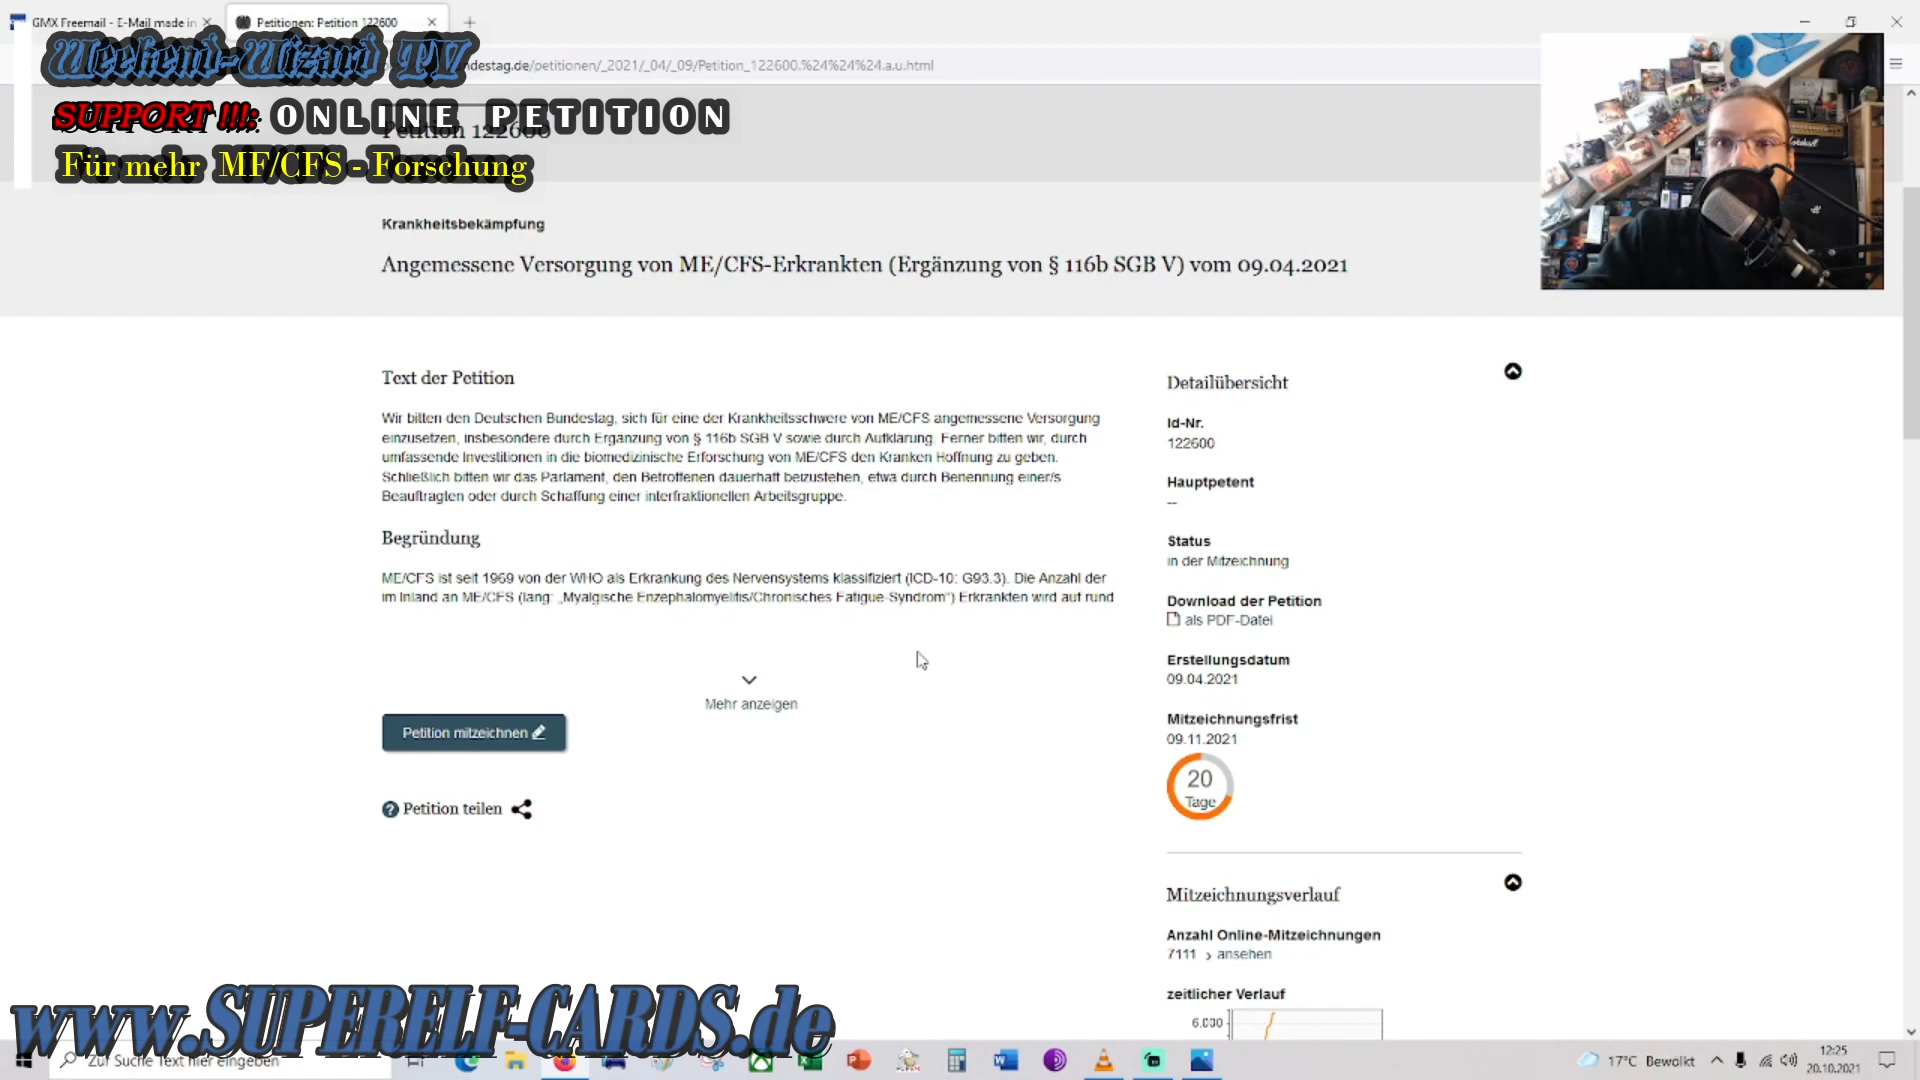 GMX Freemail - E-Mail made in
Petitionen: Petition 122600
Weekend-Wizard TV
ndestag.de/petitionen/_2021/_04/_09/Petition_122600.%24%24%24.a.u.html
SUPPORT !!!: ONLINE PETITION
Petition 122600
Für mehr MF/CFS - Forschung
Krankheitsbekämpfung
Angemessene Versorgung von ME/CFS-Erkrankten (Ergänzung von § 116b SGB V) vom 09.04.2021
Text der Petition
Wir bitten den Deutschen Bundestag, sich für eine der Krankheitsschwere von ME/CFS angemessene Versorgung
einzusetzen, insbesondere durch Ergänzung von § 116b SGB V sowie durch Aufklärung. Ferner bitten wir, durch
umfassende Investitionen in die biomedizinische Erforschung von ME/CFS den Kranken Hoffnung zu geben.
Schließlich bitten wir das Parlament, den Betroffenen dauerhaft beizustehen, etwa durch Benennung einer/s
Beauftragten oder durch Schaffung einer interfraktionellen Arbeitsgruppe.
Begründung
ME/CFS ist seit 1969 von der WHO als Erkrankung des Nervensystems klassifiziert (ICD-10: G93.3). Die Anzahl der
im Inland an ME/CFS (lang: „Myalgische Enzephalomyelitis/Chronisches Fatigue-Syndrom“) Erkrankten wird auf rund
Mehr anzeigen
Petition mitzeichnen
Petition teilen
Detailübersicht
Id-Nr.
122600
Hauptpetent
--
Status
in der Mitzeichnung
Download der Petition
als PDF-Datei
Erstellungsdatum
09.04.2021
Mitzeichnungsfrist
09.11.2021
20
Tage
Mitzeichnungsverlauf
Anzahl Online-Mitzeichnungen
7111 › ansehen
zeitlicher Verlauf
6.000
www.SUPERELF-CARDS.de
Zur Suche Text hier eingeben
17°C Bewölkt
12:25
20.10.2021